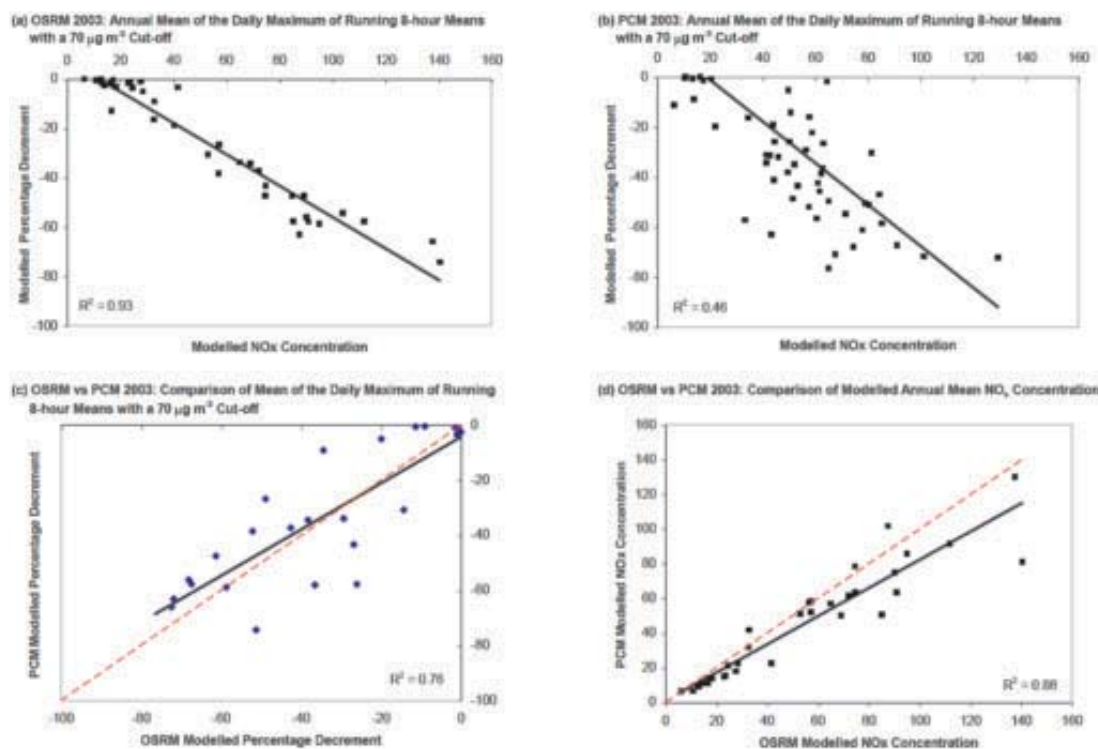 (a) OSRM 2003: Annual Mean of the Daily Maximum of Running 8-hour Means
with a 70 µg m⁻³ Cut-off
0 20 40 60 80 100 120 140 160
0
-20
-40
-60
-80
-100
Modelled Percentage Decrement
R² = 0.93
Modelled NOx Concentration
(b) PCM 2003: Annual Mean of the Daily Maximum of Running 8-hour Means
with a 70 µg m⁻³ Cut-off
0 20 40 60 80 100 120 140 160
0
-20
-40
-60
-80
-100
Modelled Percentage Decrement
R² = 0.46
Modelled NOx Concentration
(c) OSRM vs PCM 2003: Comparison of Mean of the Daily Maximum of Running
8-hour Means with a 70 µg m⁻³ Cut-off
0
-20
-40
-60
-80
-100
PCM Modelled Percentage Decrement
R² = 0.76
-100 -80 -60 -40 -20 0
OSRM Modelled Percentage Decrement
(d) OSRM vs PCM 2003: Comparison of Modelled Annual Mean NOₓ Concentration
160
140
120
100
80
60
40
20
0
PCM Modelled NOx Concentration
R² = 0.88
0 20 40 60 80 100 120 140 160
OSRM Modelled NOx Concentration